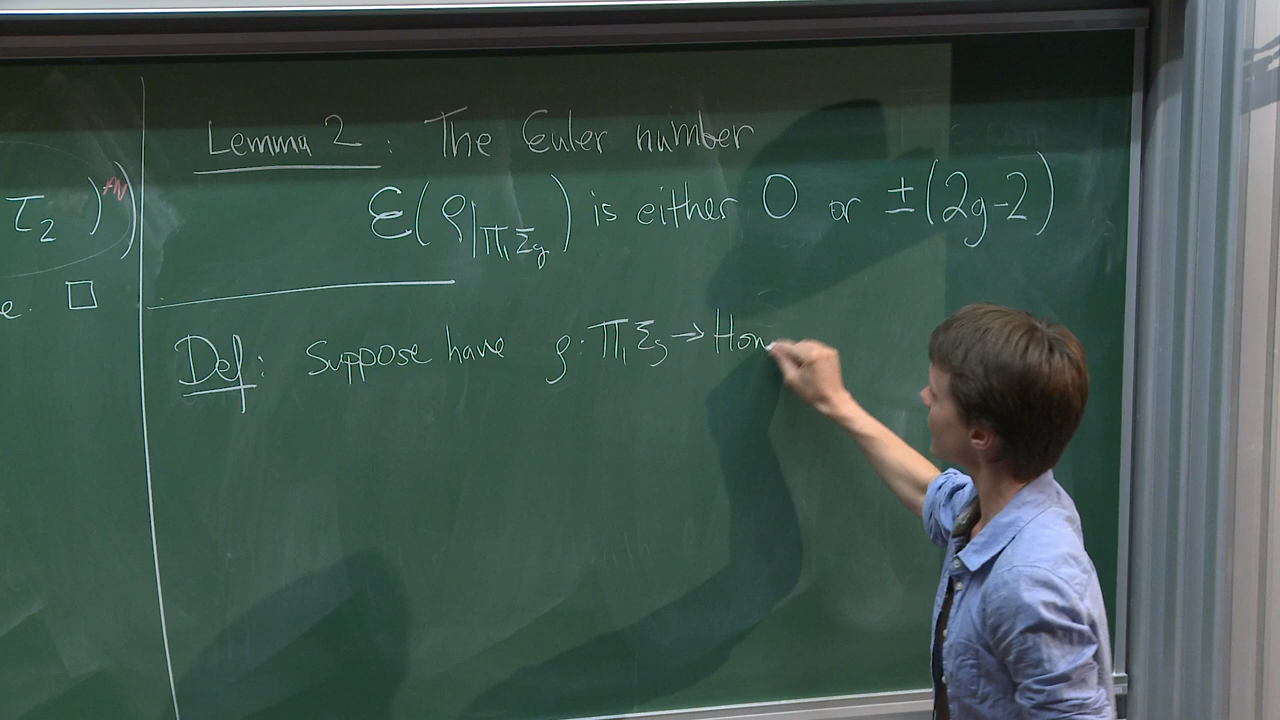 Lemma 2 : The Euler number
τ₂ ) )
ℰ(ρ|π₁Σg) is either 0 or ±(2g-2)
e. □
Def: Suppose have ρ: π₁Σg → Hom